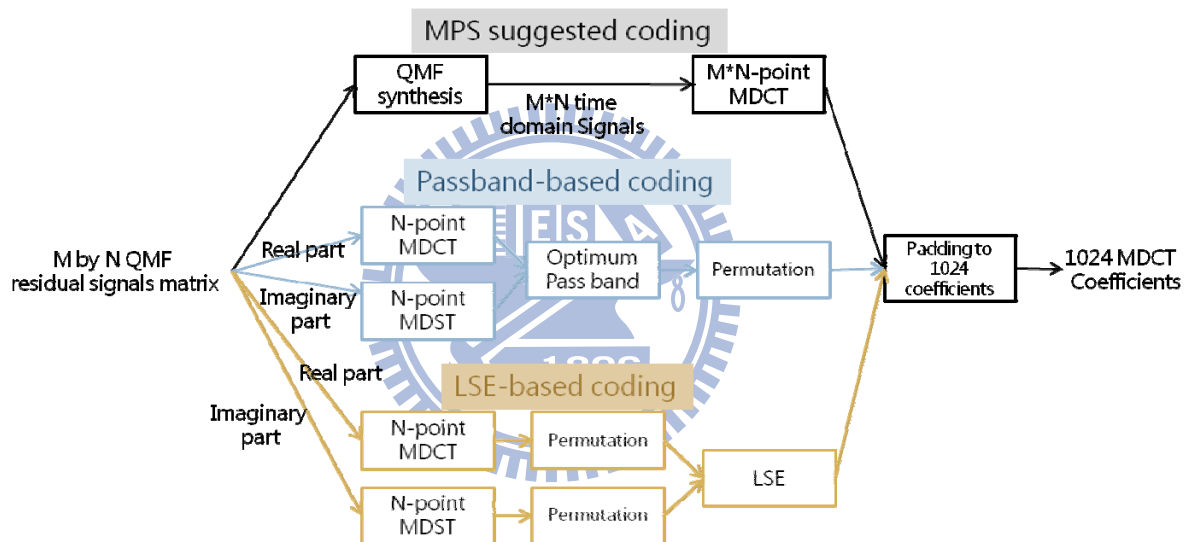 MPS suggested coding
QMF
synthesis
M*N time
domain Signals
M*N-point
MDCT
Passband-based coding
M by N QMF
residual signals matrix
Real part
Imaginary
part
N-point
MDCT
N-point
MDST
Optimum
Pass band
Permutation
Padding to
1024
coefficients
1024 MDCT
Coefficients
LSE-based coding
Real part
Imaginary
part
N-point
MDCT
Permutation
N-point
MDST
Permutation
LSE
E S A